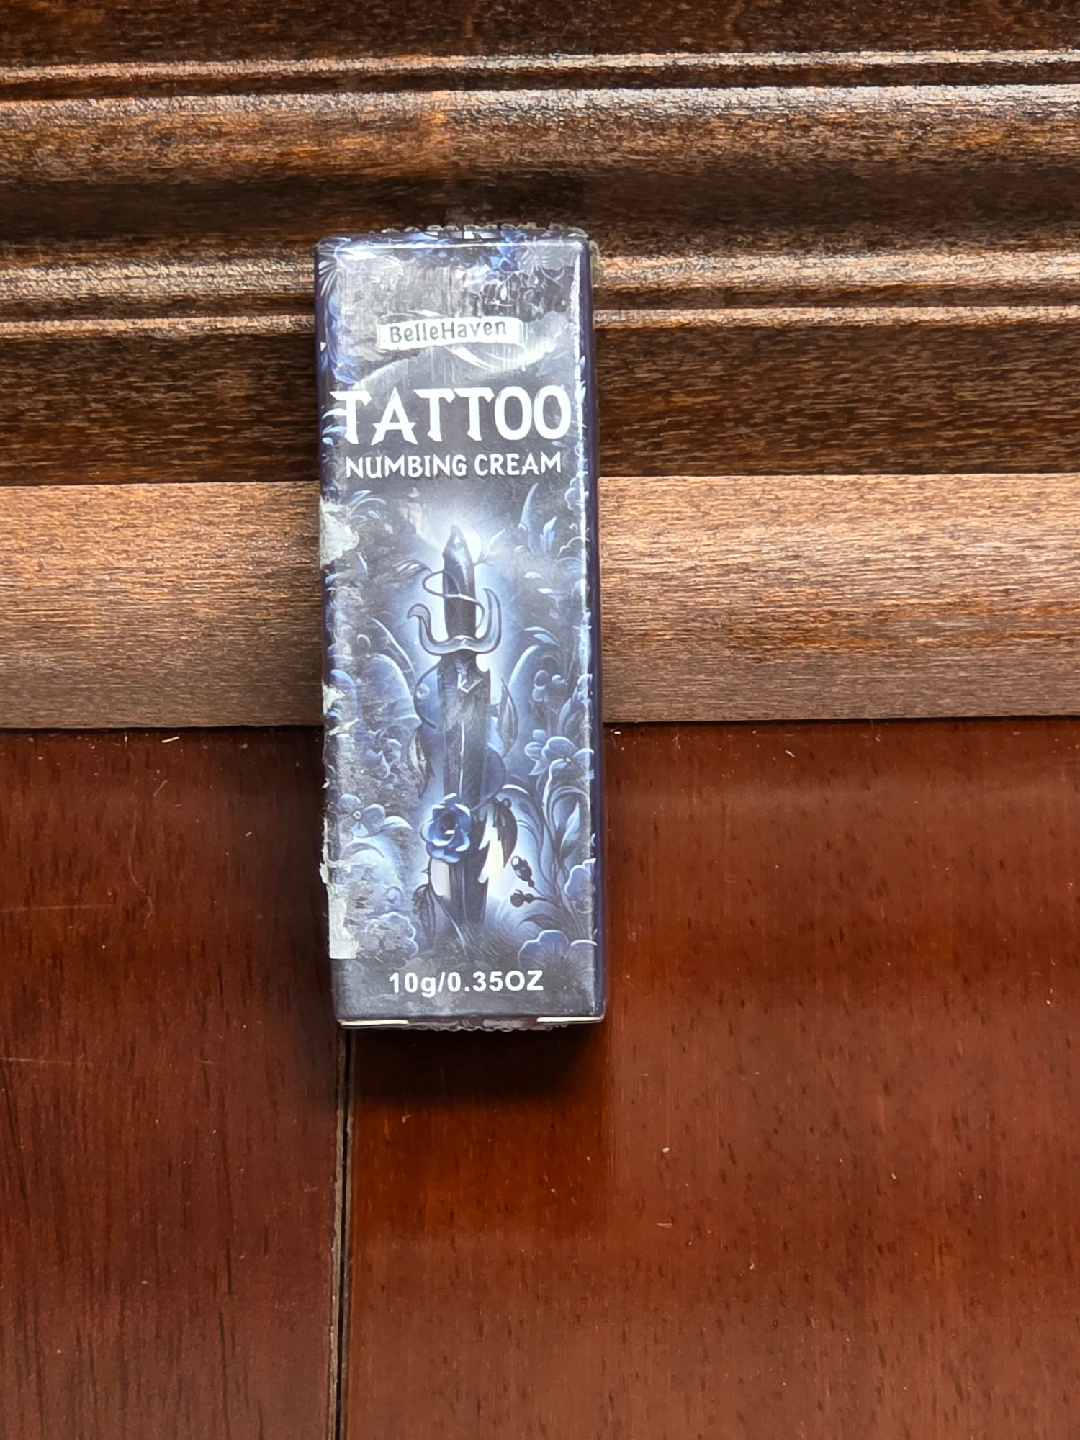 BelleHaven
TATTOO
NUMBING CREAM
10g/0.35OZ